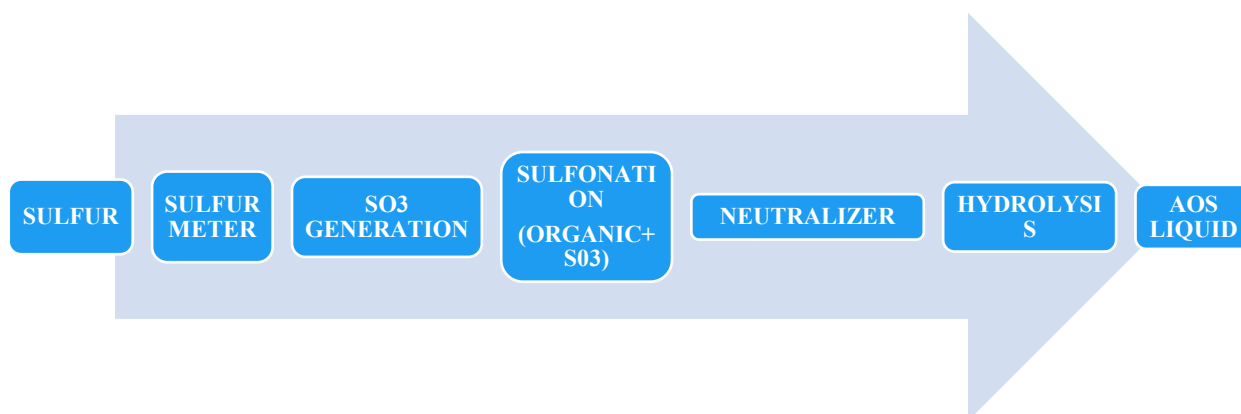 SULFUR
SULFUR
METER
SO3
GENERATION
SULFONATI
ON
(ORGANIC+
S03)
NEUTRALIZER
HYDROLYSI
S
AOS
LIQUID